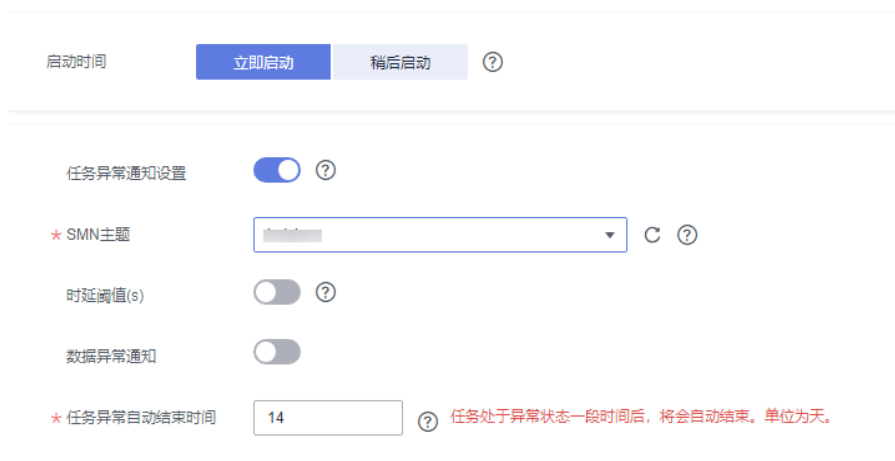 启动时间 立即启动 稍后启动 ?
任务异常通知设置 ?
* SMN主题 ?
时延阈值(s) ?
数据异常通知
* 任务异常自动结束时间 14 ? 任务处于异常状态一段时间后，将会自动结束。单位为天。